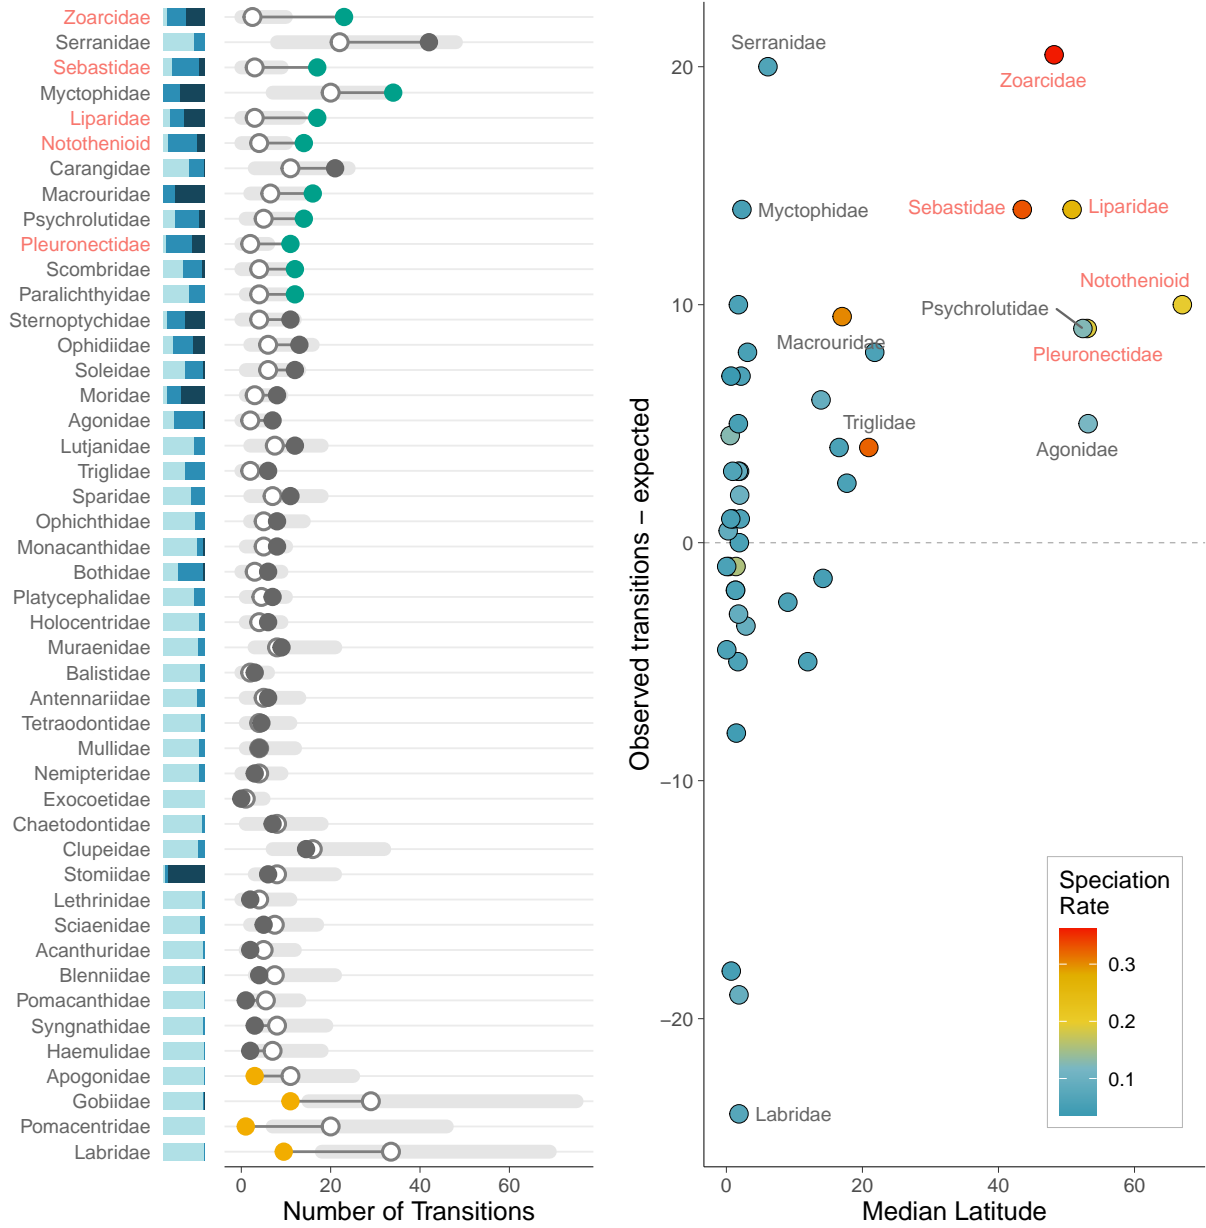 Zoarcidae
Serranidae
Sebastidae
Myctophidae
Liparidae
Notothenioid
Carangidae
Macrouridae
Psychrolutidae
Pleuronectidae
Scombridae
Paralichthyidae
Sternoptychidae
Ophidiidae
Soleidae
Moridae
Agonidae
Lutjanidae
Triglidae
Sparidae
Ophichthidae
Monacanthidae
Bothidae
Platycephalidae
Holocentridae
Muraenidae
Balistidae
Antennariidae
Tetraodontidae
Mullidae
Nemipteridae
Exocoetidae
Chaetodontidae
Clupeidae
Stomiidae
Lethrinidae
Sciaenidae
Acanthuridae
Blenniidae
Pomacanthidae
Syngnathidae
Haemulidae
Apogonidae
Gobiidae
Pomacentridae
Labridae
0 20 40 60
Number of Transitions
Observed transitions − expected
20
10
0
−10
−20
Serranidae
Zoarcidae
Myctophidae
Sebastidae
Liparidae
Notothenioid
Psychrolutidae
Macrouridae
Pleuronectidae
Triglidae
Agonidae
Labridae
Speciation
Rate
0.3
0.2
0.1
0 20 40 60
Median Latitude